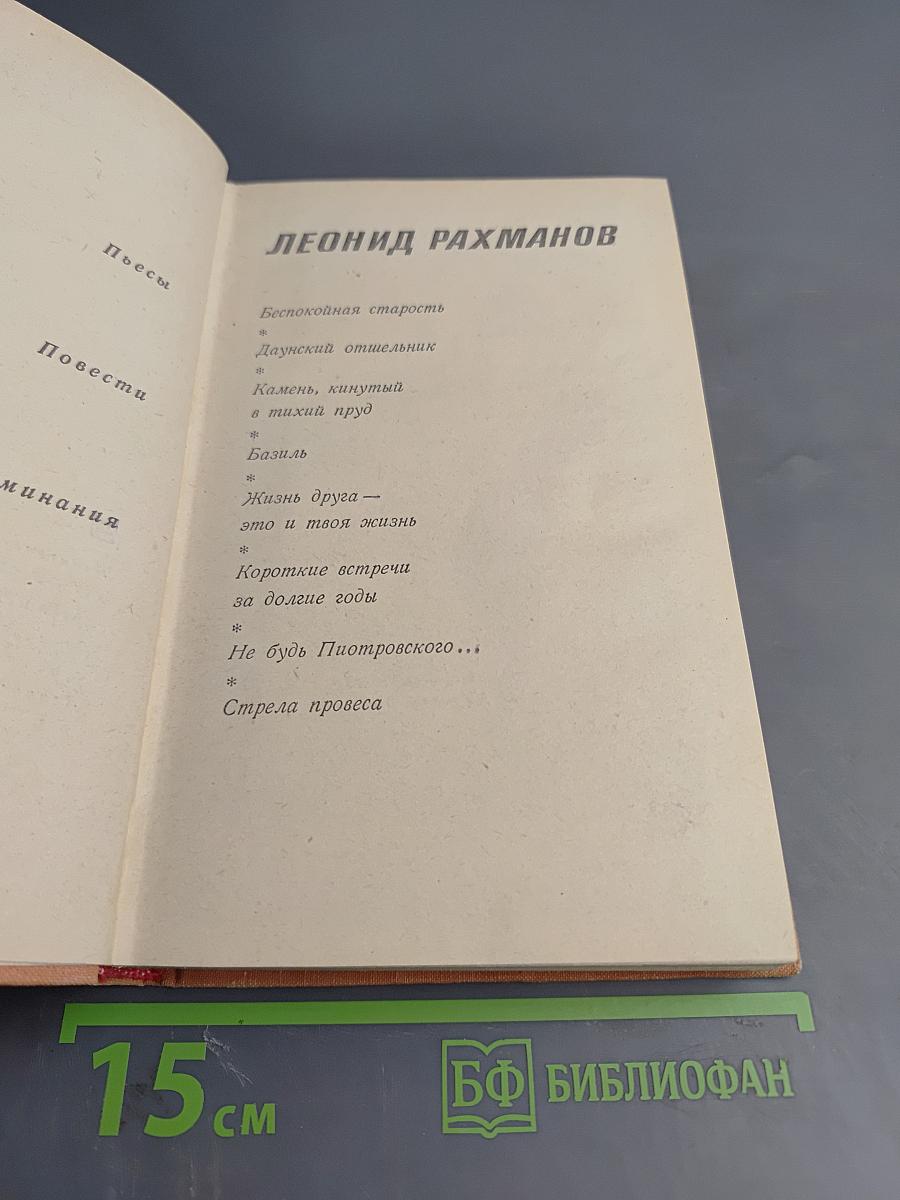 Пьесы
Повести
минания
ЛЕОНИД РАХМАНОВ
Беспокойная старость
*
Даунский отшельник
*
Камень, кинутый
в тихий пруд
*
Базиль
*
Жизнь друга —
это и твоя жизнь
*
Короткие встречи
за долгие годы
*
Не будь Пиотровского...
*
Стрела провеса
15 см
БФ БИБЛИОФАН